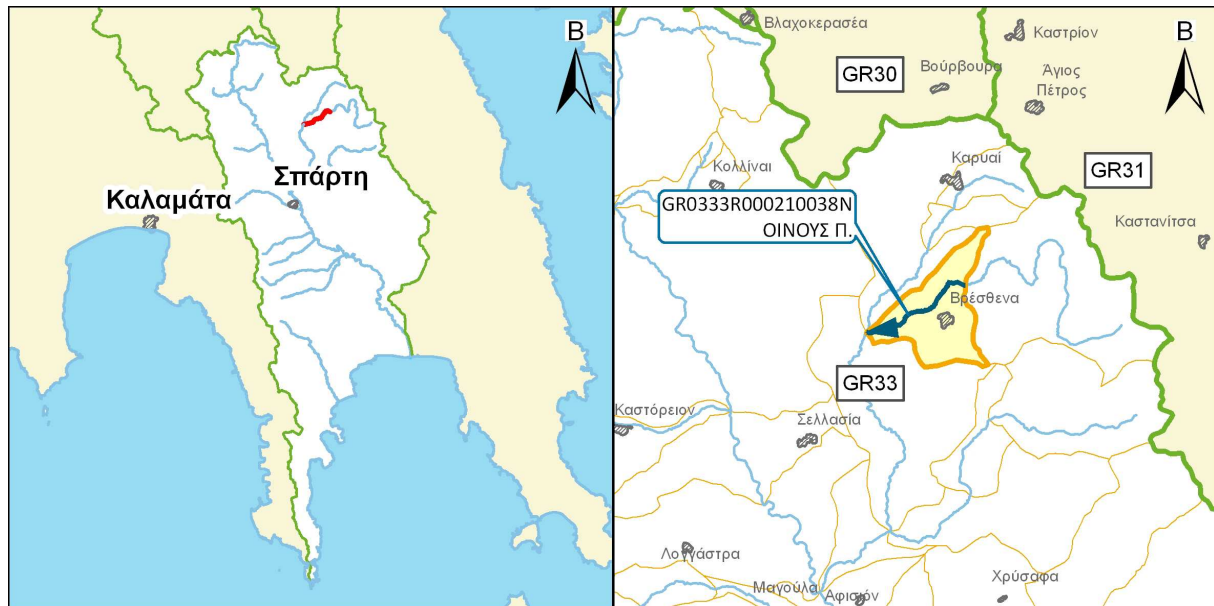 Β
Σπάρτη
Καλαμάτα
Βλαχοκερασέα
Καστρίον
Β
GR30
Βούρβουρα
Άγιος
Πέτρος
Κολλίναι
Καρυαί
GR31
GR0333R000210038N
ΟΙΝΟΥΣ Π.
Καστανίτσα
Βρέσθενα
GR33
Καστόρειον
Σελλασία
Λογγάστρα
Μαγούλα
Αφισιόν
Χρύσαφα